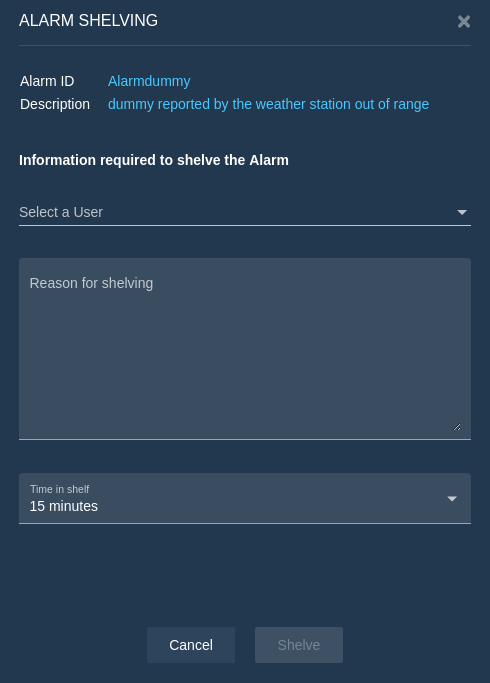 ALARM SHELVING
Alarm ID Alarmdummy
Description dummy reported by the weather station out of range
Information required to shelve the Alarm
Select a User
Reason for shelving
Time in shelf
15 minutes
Cancel Shelve